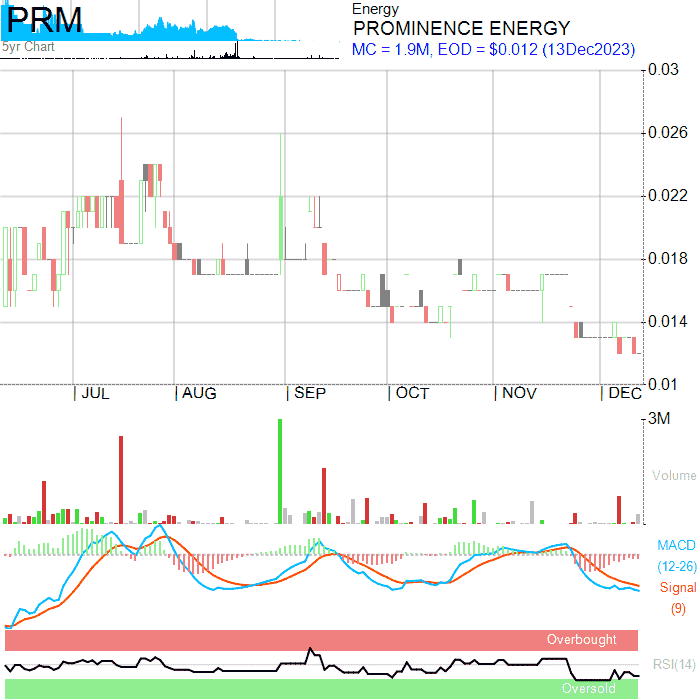 PRM
5yr Chart
Energy
PROMINENCE ENERGY
MC = 1.9M, EOD = $0.012 (13Dec2023)
0.03
0.026
0.022
0.018
0.014
0.01
JUL AUG SEP OCT NOV DEC
3M
Volume
MACD
(12-26)
Signal
(9)
Overbought
RSI(14)
Oversold